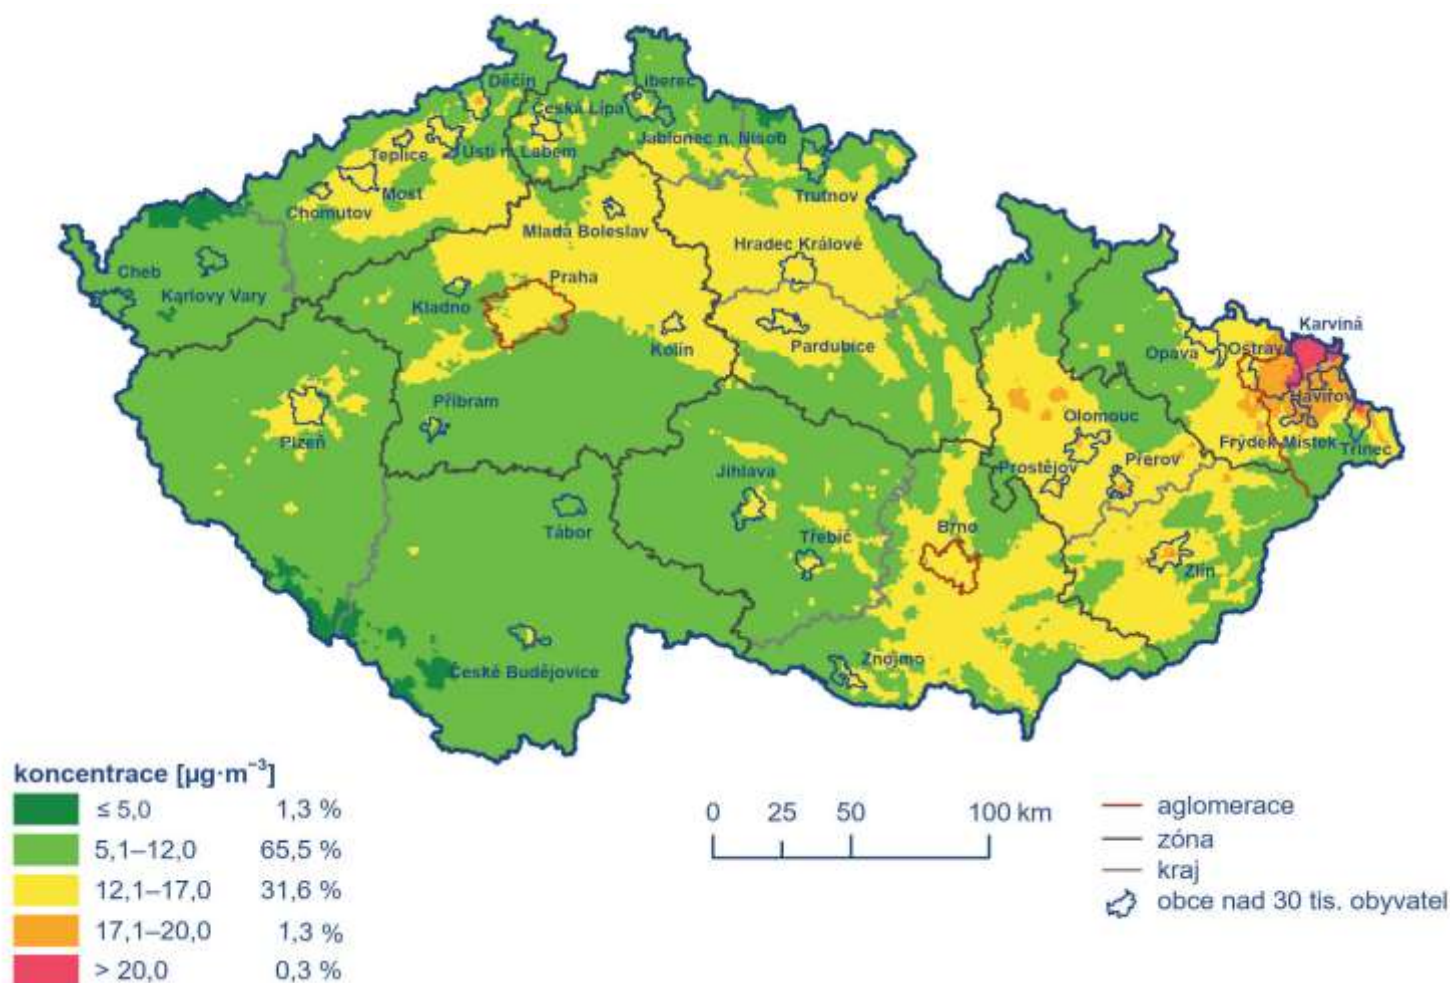 Děčín
iberec
Česká Lípa
Jablonec n. Nisou
Teplice
Ústí n. Labem
Most
Trutnov
Chomutov
Mladá Boleslav
Hradec Králové
Cheb
Karlovy Vary
Praha
Kladno
Kolín
Pardubice
Karviná
Opava
Ostrav
Havířov
Příbram
Plzeň
Olomouc
Frýdek-Místek
Třinec
Jihlava
Prostějov
Přerov
Tábor
Třebíč
Brno
Zlín
České Budějovice
Znojmo
koncentrace [µg·m⁻³]
≤ 5,0 1,3 %
5,1–12,0 65,5 %
12,1–17,0 31,6 %
17,1–20,0 1,3 %
> 20,0 0,3 %
0 25 50 100 km
aglomerace
zóna
kraj
obce nad 30 tis. obyvatel